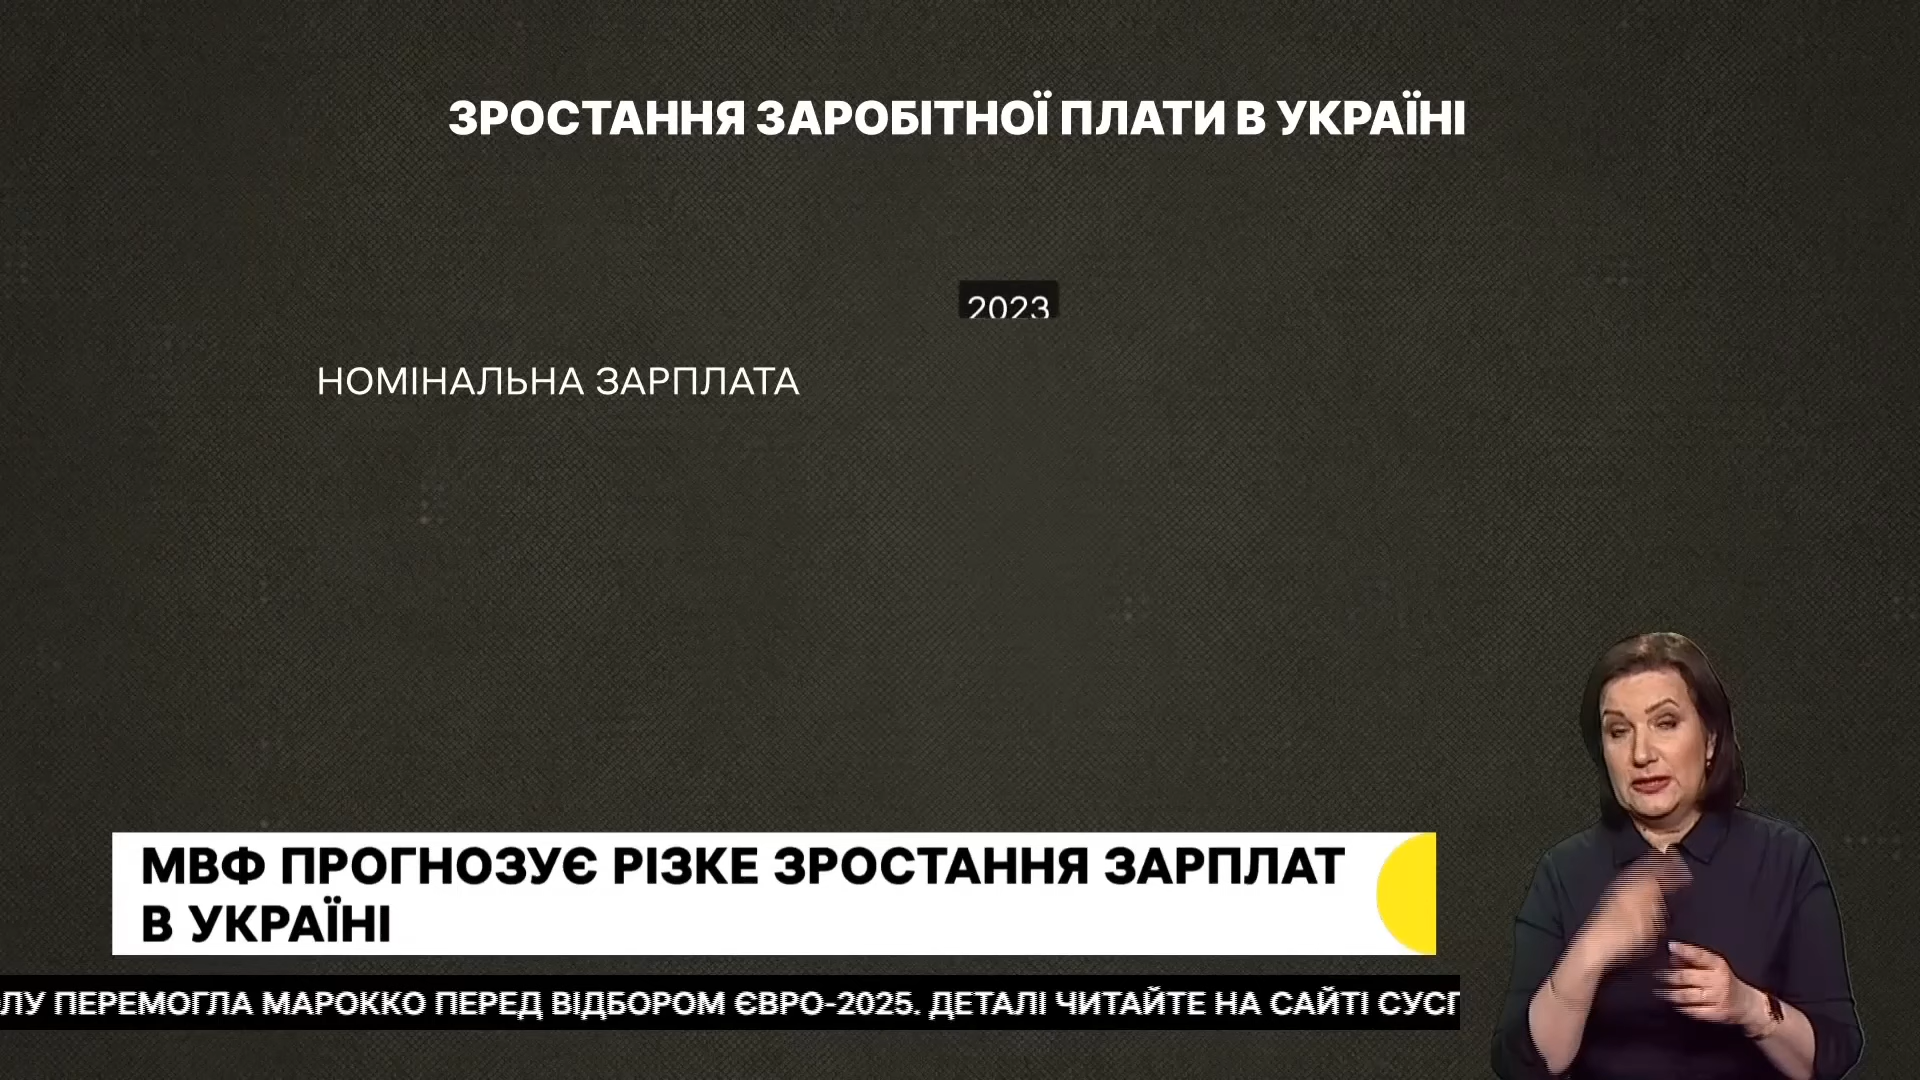 ЗРОСТАННЯ ЗАРОБІТНОЇ ПЛАТИ В УКРАЇНІ
2023
НОМІНАЛЬНА ЗАРПЛАТА
МВФ ПРОГНОЗУЄ РІЗКЕ ЗРОСТАННЯ ЗАРПЛАТ
В УКРАЇНІ
ПЕРЕМОГЛА МАРОККО ПЕРЕД ВІДБОРОМ ЄВРО-2025. ДЕТАЛІ ЧИТАЙТЕ НА САЙТІ